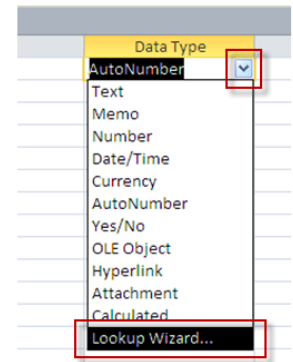 Data Type
AutoNumber
Text
Memo
Number
Date/Time
Currency
AutoNumber
Yes/No
OLE Object
Hyperlink
Attachment
Calculated
Lookup Wizard...